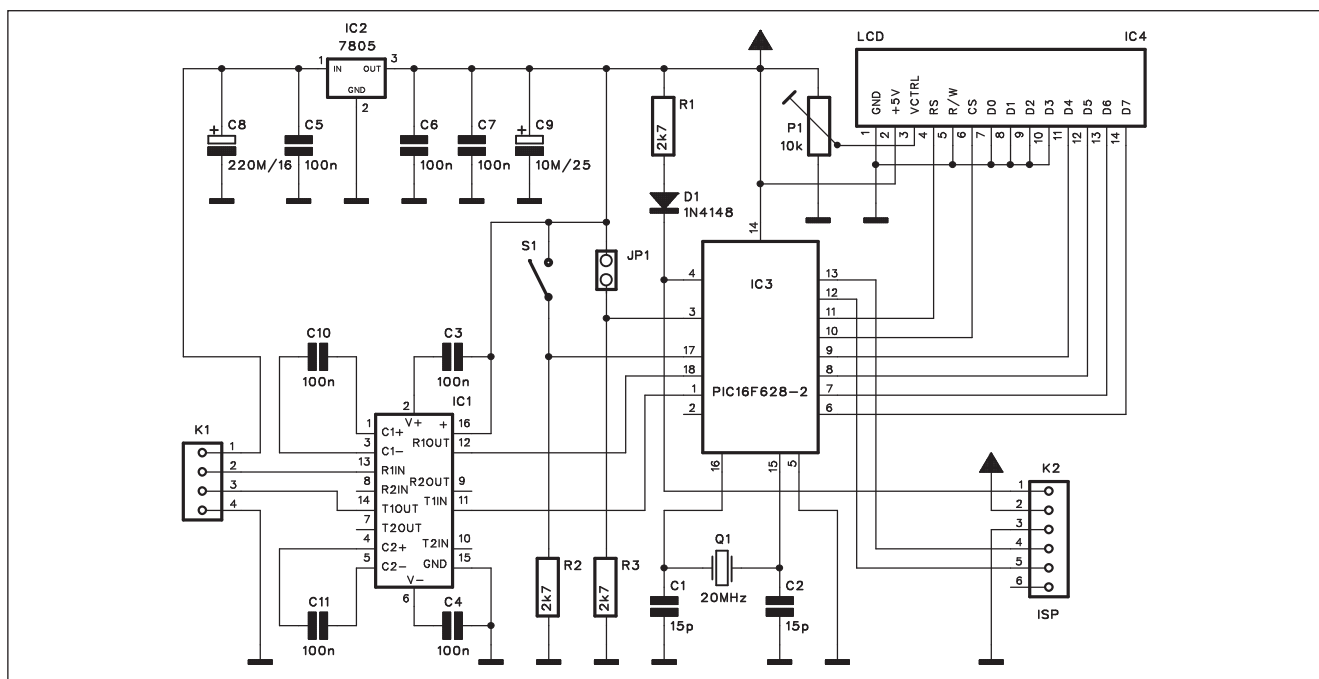 IC2
7805
1 IN OUT 3
GND
2
C8
220M/16
C5
100n
C6
100n
C7
100n
C9
10M/25
R1
2k7
D1
1N4148
P1
10k
LCD IC4
GND +5V VCTRL RS R/W CS D0 D1 D2 D3 D4 D5 D6 D7
1 2 3 4 5 6 7 8 9 10 11 12 13 14
S1
JP1
14
IC3
PIC16F628-2
4
3
17
18
1
2
13
12
11
10
9
8
7
6
16 15 5
C10
100n
C3
100n
IC1
2
V+
1 C1+ + 16
3 C1- R1OUT 12
13 R1IN
8 R2IN R2OUT 9
14 T1OUT T1IN 11
7 T2OUT
4 C2+ T2IN 10
5 C2- GND 15
V-
6
C11
100n
C4
100n
K1
1
2
3
4
R2
2k7
R3
2k7
Q1
20MHz
C1
15p
C2
15p
K2
1
2
3
4
5
6
ISP